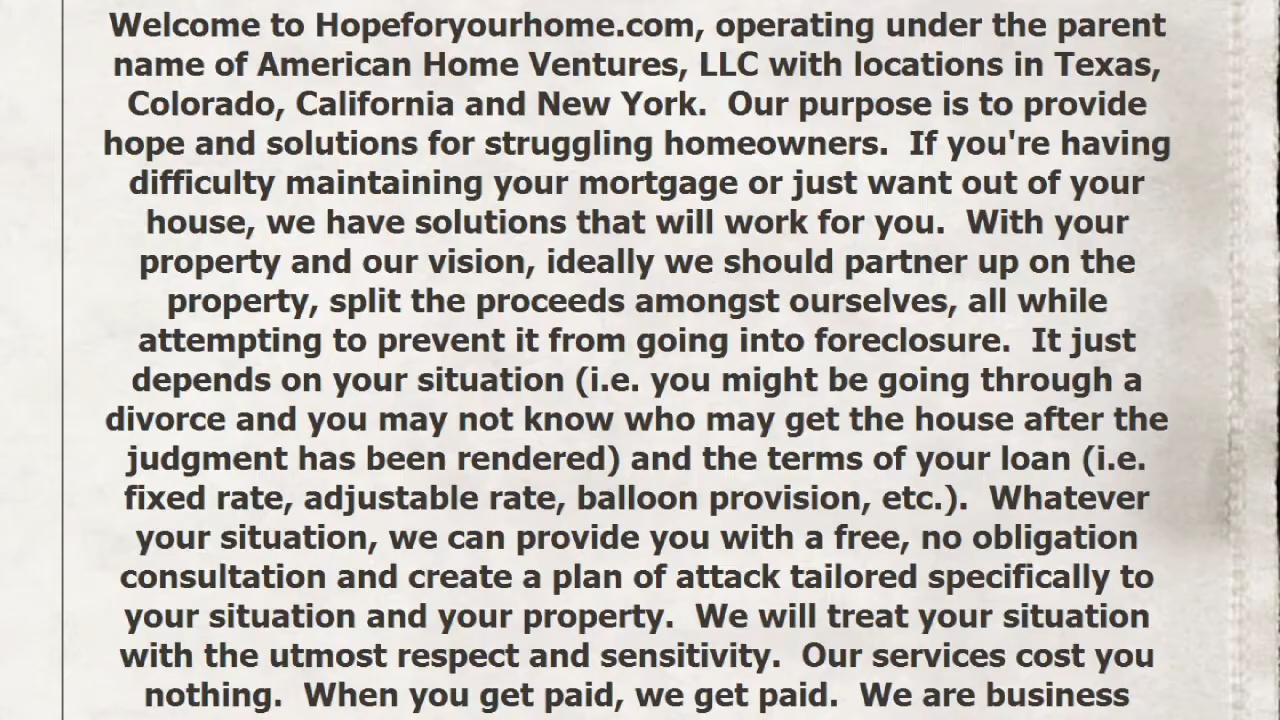 Welcome to Hopeforyourhome.com, operating under the parent
name of American Home Ventures, LLC with locations in Texas,
Colorado, California and New York.  Our purpose is to provide
hope and solutions for struggling homeowners.  If you're having
difficulty maintaining your mortgage or just want out of your
house, we have solutions that will work for you.  With your
property and our vision, ideally we should partner up on the
property, split the proceeds amongst ourselves, all while
attempting to prevent it from going into foreclosure.  It just
depends on your situation (i.e. you might be going through a
divorce and you may not know who may get the house after the
judgment has been rendered) and the terms of your loan (i.e.
fixed rate, adjustable rate, balloon provision, etc.).  Whatever
your situation, we can provide you with a free, no obligation
consultation and create a plan of attack tailored specifically to
your situation and your property.  We will treat your situation
with the utmost respect and sensitivity.  Our services cost you
nothing.  When you get paid, we get paid.  We are business